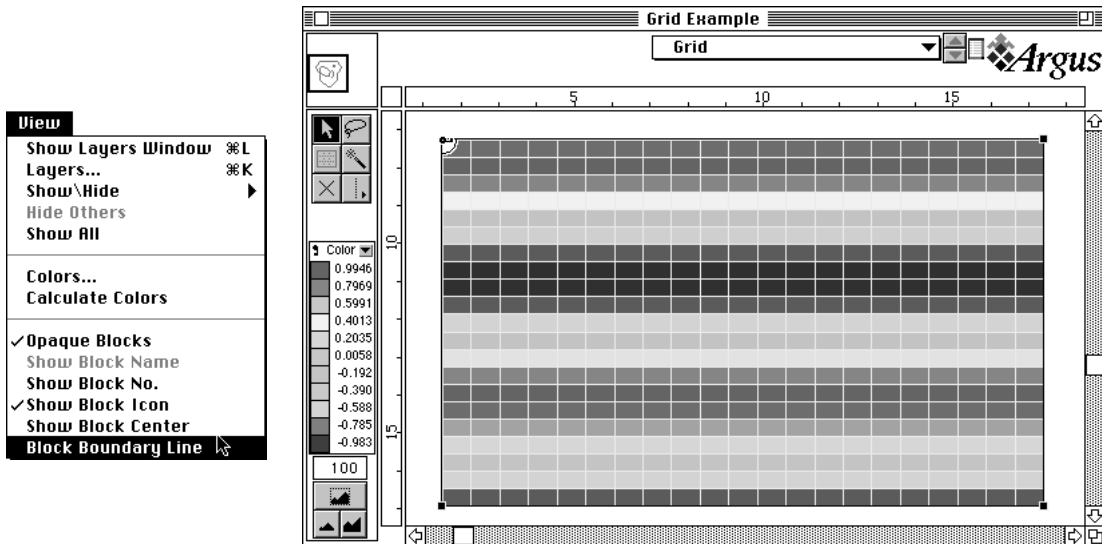 View
Show Layers Window ⌘L
Layers... ⌘K
Show\Hide
Hide Others
Show All
Colors...
Calculate Colors
✓Opaque Blocks
Show Block Name
Show Block No.
✓Show Block Icon
Show Block Center
Block Boundary Line
Grid Example
Grid
Argus
5 10 15
10
15
Color
0.9946
0.7969
0.5991
0.4013
0.2035
0.0058
-0.192
-0.390
-0.588
-0.785
-0.983
100